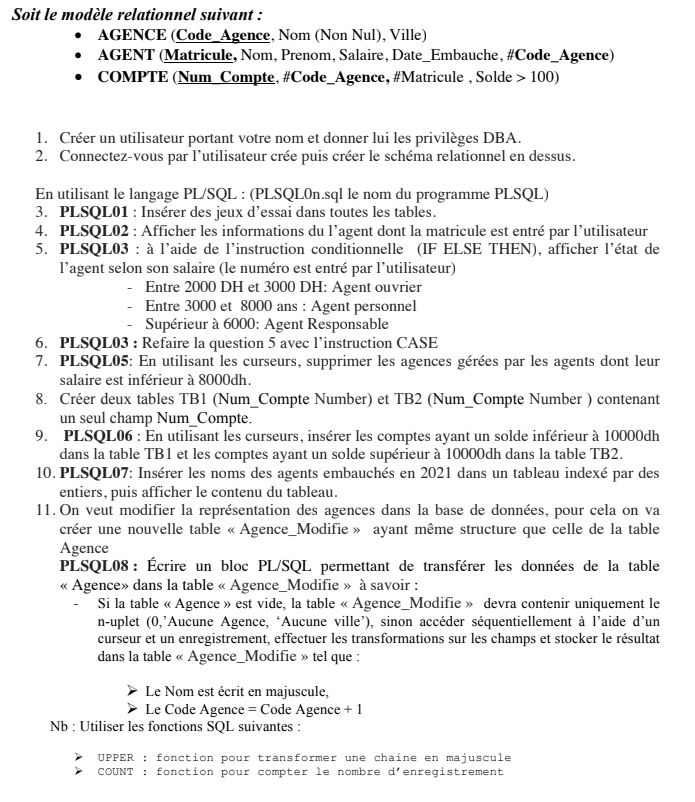 Soit le modèle relationnel suivant :
• AGENCE (Code_Agence, Nom (Non Nul), Ville)
• AGENT (Matricule, Nom, Prenom, Salaire, Date_Embauche, #Code_Agence)
• COMPTE (Num_Compte, #Code_Agence, #Matricule , Solde > 100)
1. Créer un utilisateur portant votre nom et donner lui les privilèges DBA.
2. Connectez-vous par l'utilisateur crée puis créer le schéma relationnel en dessus.
En utilisant le langage PL/SQL : (PLSQL0n.sql le nom du programme PLSQL)
3. PLSQL01 : Insérer des jeux d'essai dans toutes les tables.
4. PLSQL02 : Afficher les informations du l'agent dont la matricule est entré par l'utilisateur
5. PLSQL03 : à l'aide de l'instruction conditionnelle (IF ELSE THEN), afficher l'état de
l'agent selon son salaire (le numéro est entré par l'utilisateur)
- Entre 2000 DH et 3000 DH: Agent ouvrier
- Entre 3000 et 8000 ans : Agent personnel
- Supérieur à 6000: Agent Responsable
6. PLSQL03 : Refaire la question 5 avec l'instruction CASE
7. PLSQL05: En utilisant les curseurs, supprimer les agences gérées par les agents dont leur
salaire est inférieur à 8000dh.
8. Créer deux tables TB1 (Num_Compte Number) et TB2 (Num_Compte Number ) contenant
un seul champ Num_Compte.
9. PLSQL06 : En utilisant les curseurs, insérer les comptes ayant un solde inférieur à 10000dh
dans la table TB1 et les comptes ayant un solde supérieur à 10000dh dans la table TB2.
10. PLSQL07: Insérer les noms des agents embauchés en 2021 dans un tableau indexé par des
entiers, puis afficher le contenu du tableau.
11. On veut modifier la représentation des agences dans la base de données, pour cela on va
créer une nouvelle table « Agence_Modifie » ayant même structure que celle de la table
Agence
PLSQL08 : Écrire un bloc PL/SQL permettant de transférer les données de la table
« Agence» dans la table « Agence_Modifie » à savoir :
- Si la table « Agence » est vide, la table « Agence_Modifie » devra contenir uniquement le
n-uplet (0,'Aucune Agence, 'Aucune ville'), sinon accéder séquentiellement à l'aide d'un
curseur et un enregistrement, effectuer les transformations sur les champs et stocker le résultat
dans la table « Agence_Modifie » tel que :
➢ Le Nom est écrit en majuscule,
➢ Le Code Agence = Code Agence + 1
Nb : Utiliser les fonctions SQL suivantes :
➢ UPPER : fonction pour transformer une chaine en majuscule
➢ COUNT : fonction pour compter le nombre d'enregistrement